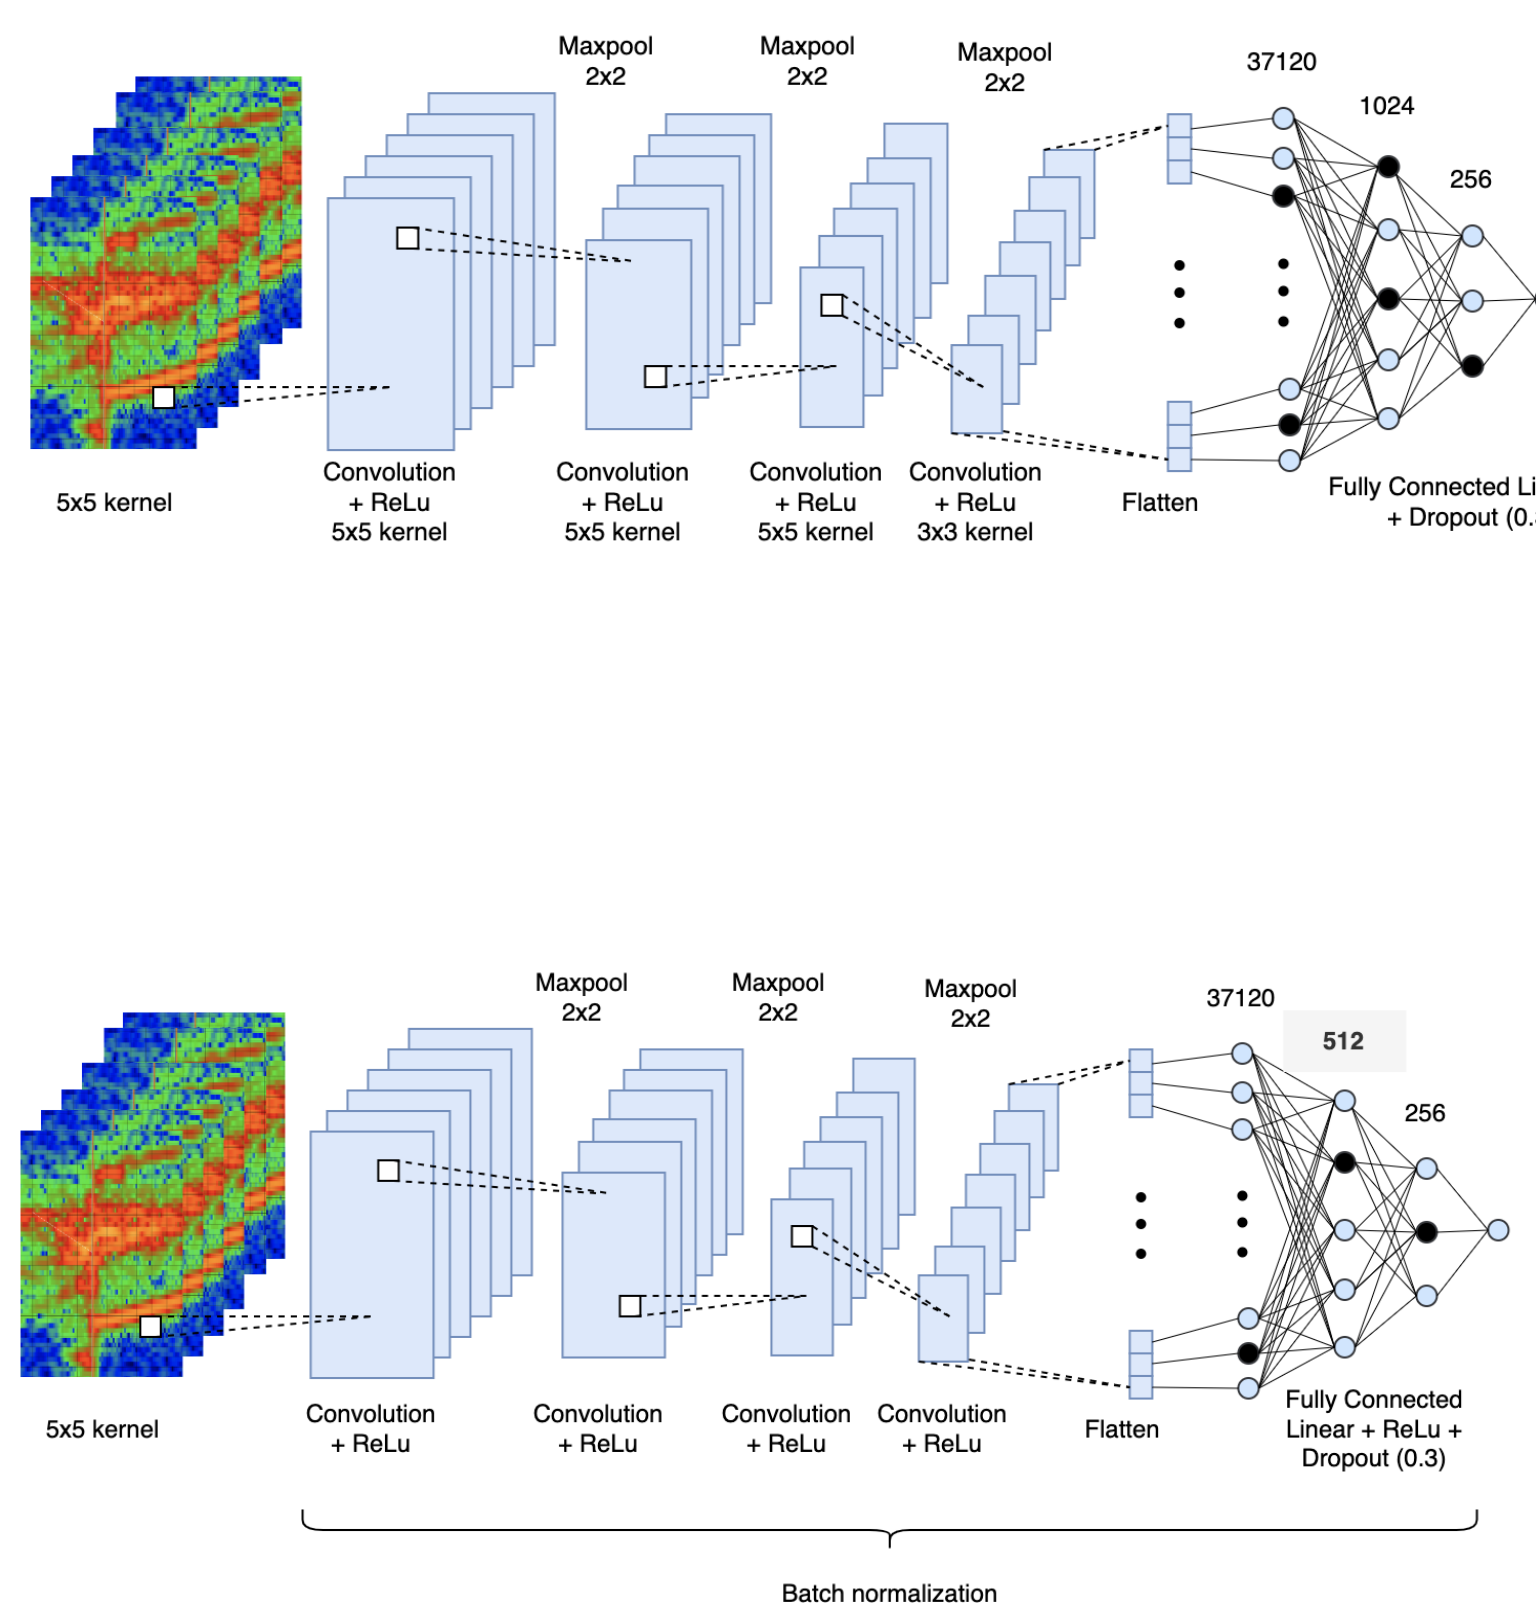 Maxpool
2x2
Maxpool
2x2
Maxpool
2x2
37120
1024
256
5x5 kernel
Convolution
+ ReLu
5x5 kernel
Convolution
+ ReLu
5x5 kernel
Convolution
+ ReLu
5x5 kernel
Convolution
+ ReLu
3x3 kernel
Flatten
Fully Connected Li
+ Dropout (0.
Maxpool
2x2
Maxpool
2x2
Maxpool
2x2
37120
512
256
5x5 kernel
Convolution
+ ReLu
Convolution
+ ReLu
Convolution
+ ReLu
Convolution
+ ReLu
Flatten
Fully Connected
Linear + ReLu +
Dropout (0.3)
Batch normalization